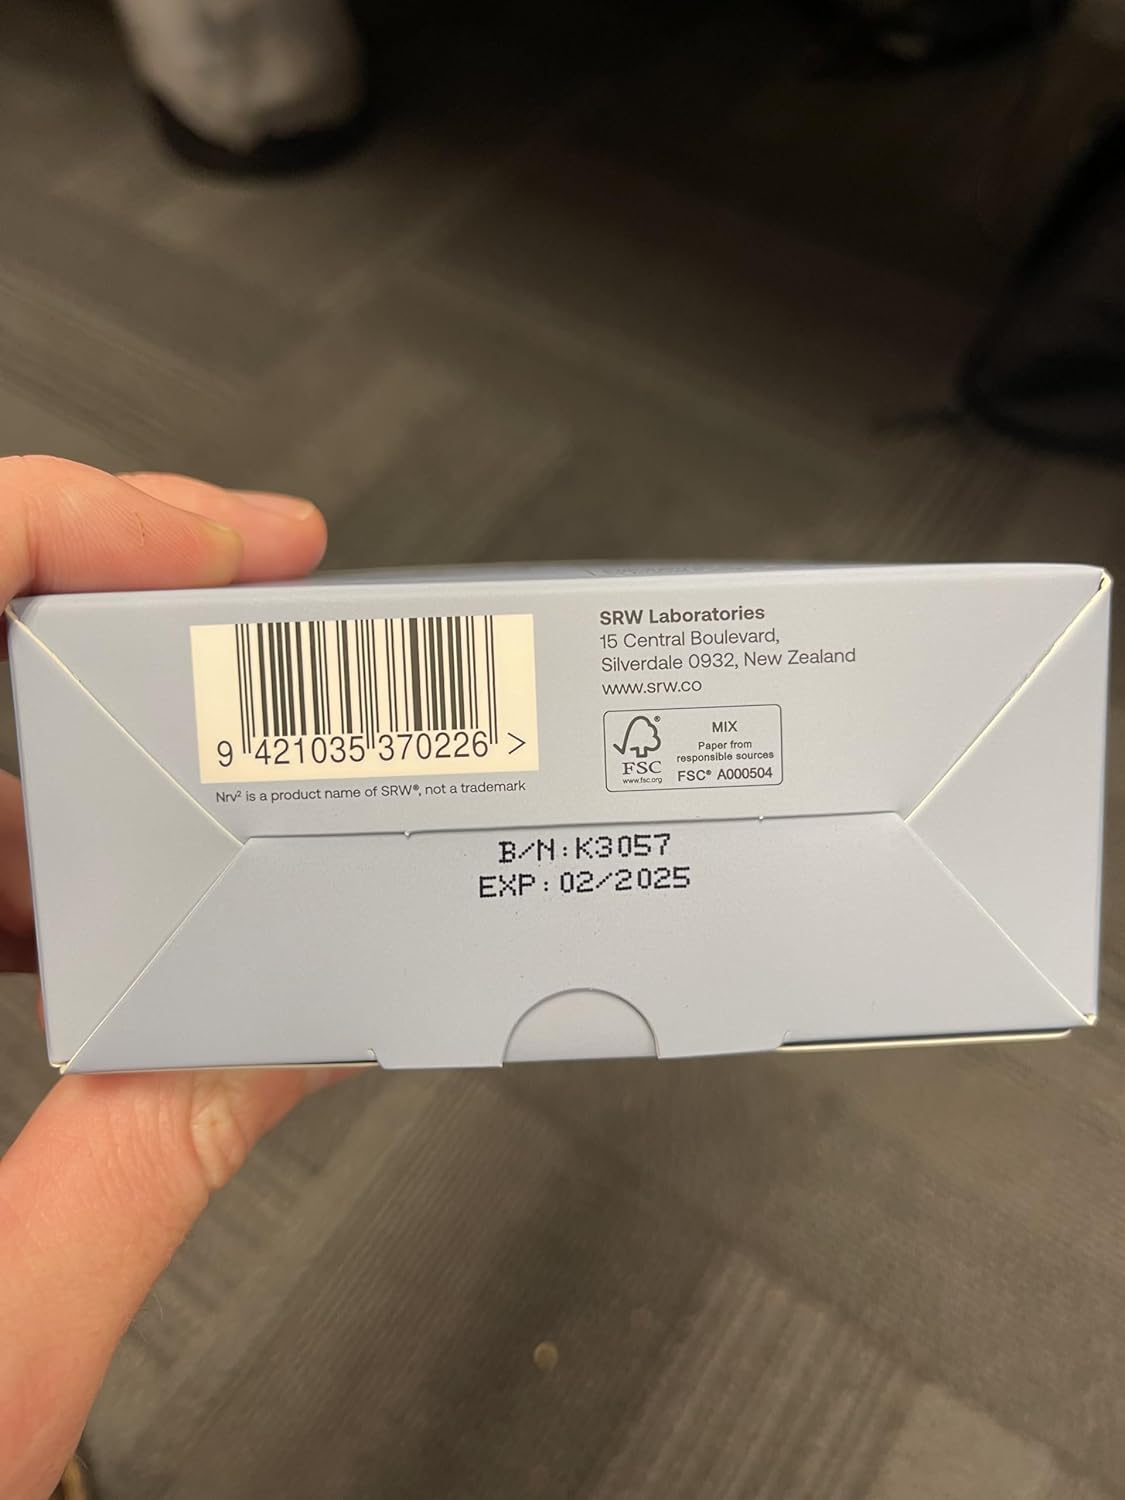 SRW Laboratories
15 Central Boulevard,
Silverdale 0932, New Zealand
www.srw.co
9 421035 370226 >
Nrv² is a product name of SRW®, not a trademark
FSC®
www.fsc.org
MIX
Paper from
responsible sources
FSC® A000504
B/N:K3057
EXP:02/2025